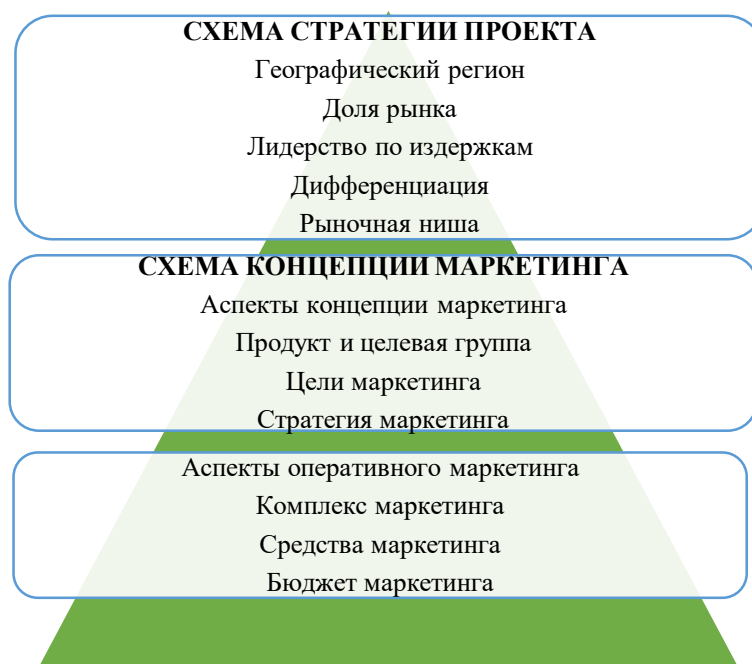 СХЕМА СТРАТЕГИИ ПРОЕКТА
Географический регион
Доля рынка
Лидерство по издержкам
Дифференциация
Рыночная ниша
СХЕМА КОНЦЕПЦИИ МАРКЕТИНГА
Аспекты концепции маркетинга
Продукт и целевая группа
Цели маркетинга
Стратегия маркетинга
Аспекты оперативного маркетинга
Комплекс маркетинга
Средства маркетинга
Бюджет маркетинга